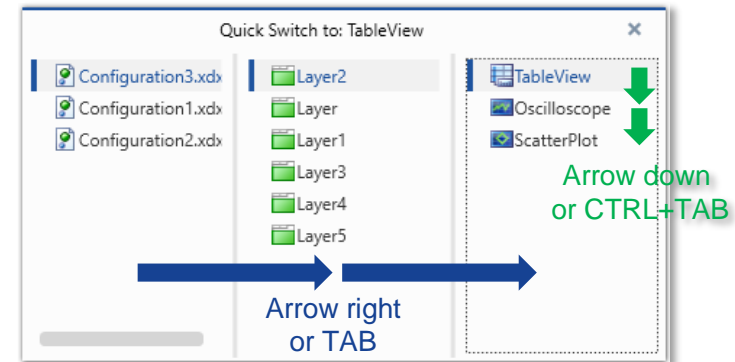 Quick Switch to: TableView
Configuration3.xdx
Configuration1.xdx
Configuration2.xdx
Layer2
Layer
Layer1
Layer3
Layer4
Layer5
TableView
Oscilloscope
ScatterPlot
Arrow down
or CTRL+TAB
Arrow right
or TAB